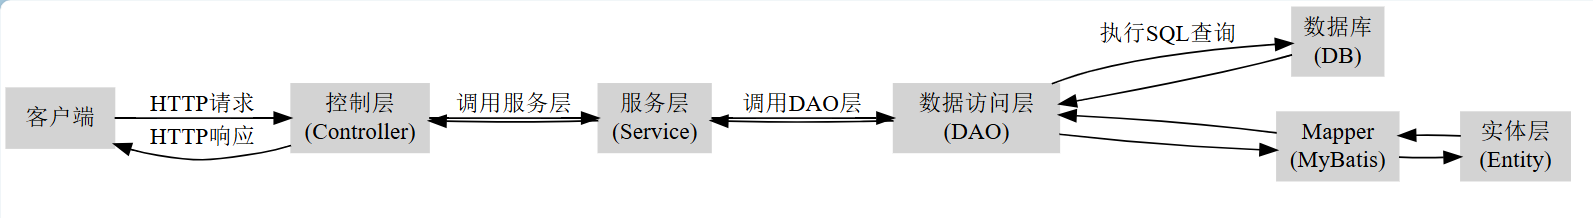 客户端
HTTP请求
HTTP响应
控制层
(Controller)
调用服务层
服务层
(Service)
调用DAO层
数据访问层
(DAO)
执行SQL查询
数据库
(DB)
Mapper
(MyBatis)
实体层
(Entity)